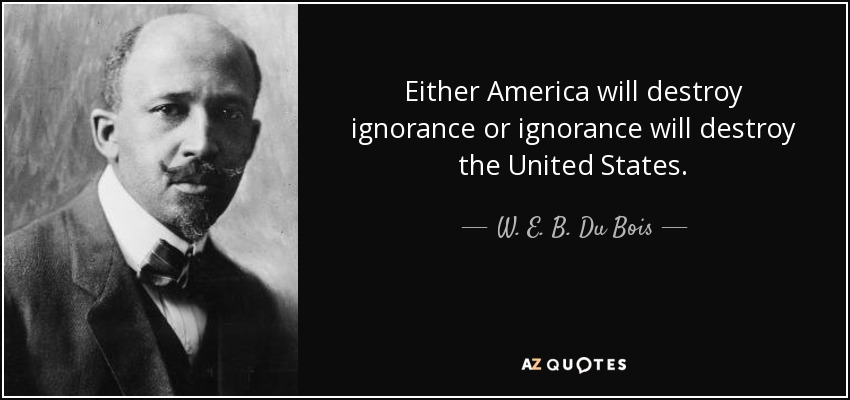 Either America will destroy
ignorance or ignorance will destroy
the United States.
— W. E. B. Du Bois —
AZ QUOTES